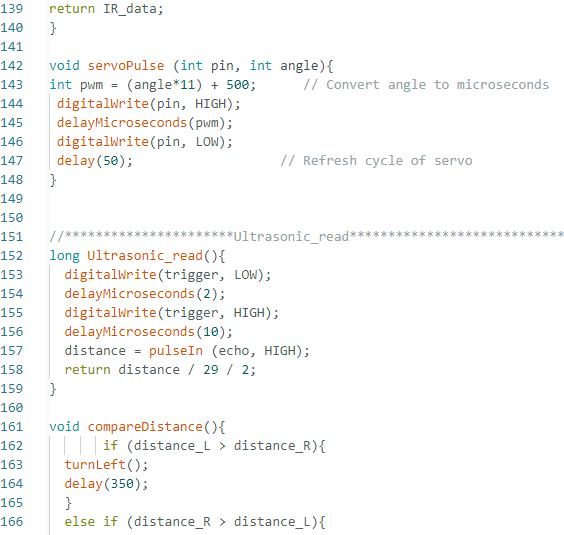 139 return IR_data;
140 }
141
142 void servoPulse (int pin, int angle){
143 int pwm = (angle*11) + 500;      // Convert angle to microseconds
144  digitalWrite(pin, HIGH);
145  delayMicroseconds(pwm);
146  digitalWrite(pin, LOW);
147  delay(50);                   // Refresh cycle of servo
148 }
149
150
151 //**********************Ultrasonic_read****************************
152 long Ultrasonic_read(){
153   digitalWrite(trigger, LOW);
154   delayMicroseconds(2);
155   digitalWrite(trigger, HIGH);
156   delayMicroseconds(10);
157   distance = pulseIn (echo, HIGH);
158   return distance / 29 / 2;
159 }
160
161 void compareDistance(){
162        if (distance_L > distance_R){
163   turnLeft();
164   delay(350);
165   }
166   else if (distance_R > distance_L){